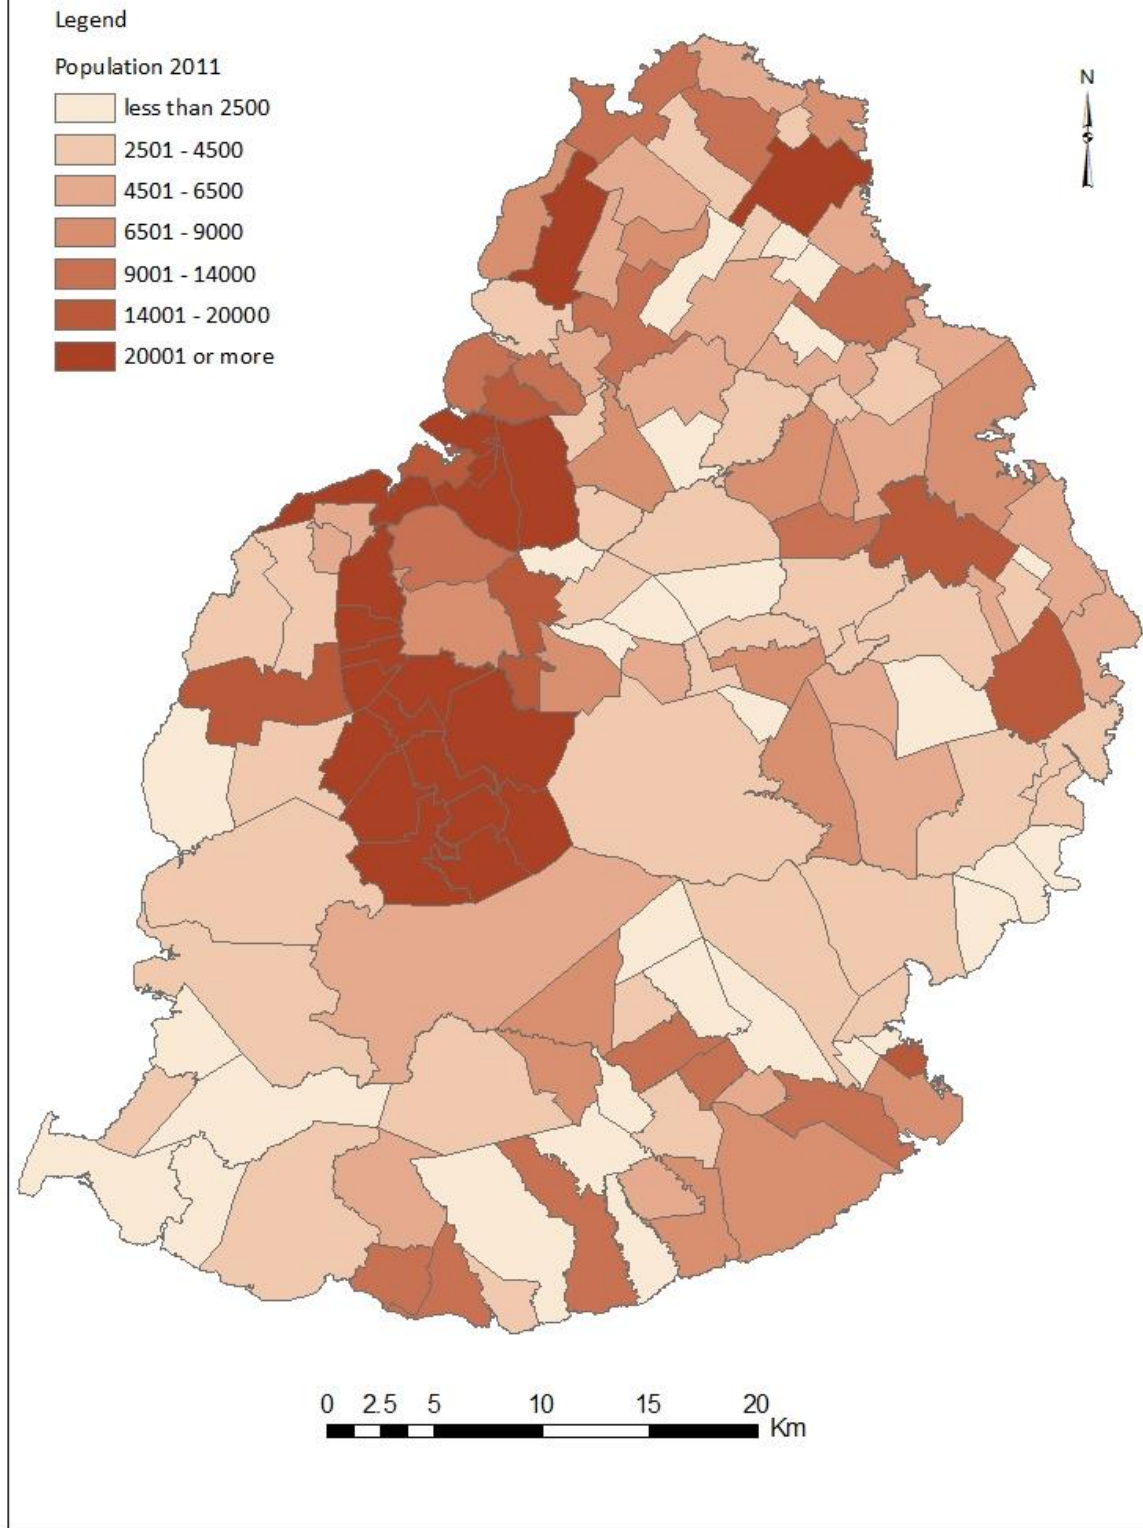 Legend
Population 2011
less than 2500
2501 - 4500
4501 - 6500
6501 - 9000
9001 - 14000
14001 - 20000
20001 or more
N
0 2.5 5 10 15 20
Km